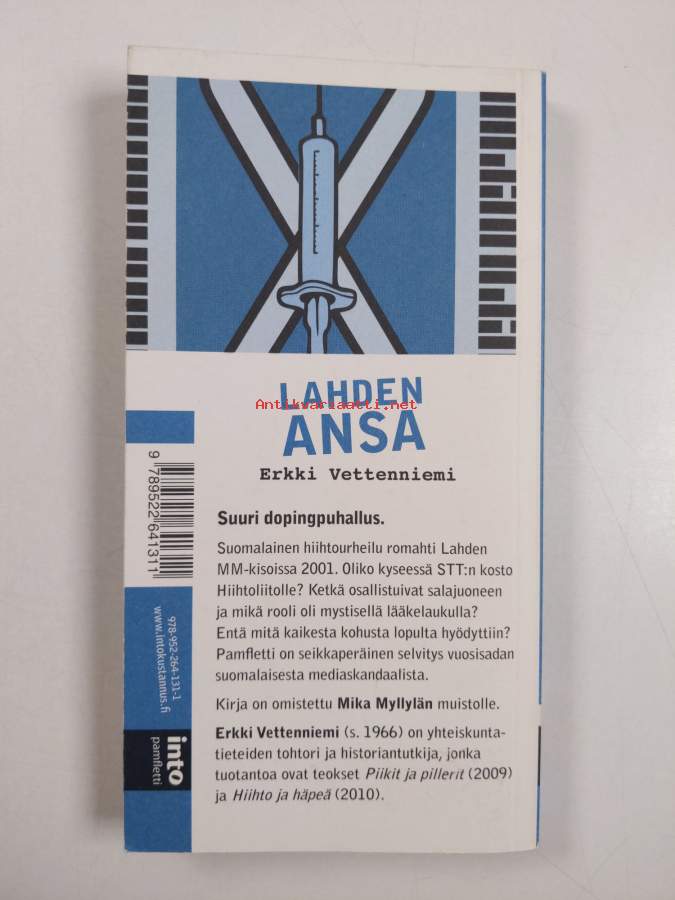 LAHDEN
Antikvariaatti.net
ANSA
Erkki Vettenniemi
Suuri dopingpuhallus.
Suomalainen hiihtourheilu romahti Lahden
MM-kisoissa 2001. Oliko kyseessä STT:n kosto
Hiihtoliitolle? Ketkä osallistuivat salajuoneen
ja mikä rooli oli mystisellä lääkelaukulla?
Entä mitä kaikesta kohusta lopulta hyödyttiin?
Pamfletti on seikkaperäinen selvitys vuosisadan
suomalaisesta mediaskandaalista.
Kirja on omistettu Mika Myllylän muistolle.
Erkki Vettenniemi (s. 1966) on yhteiskunta-
tieteiden tohtori ja historiantutkija, jonka
tuotantoa ovat teokset Piikit ja pillerit (2009)
ja Hiihto ja häpeä (2010).
9 789522 641311
978-952-264-131-1
www.intokustannus.fi
into
pamfletti